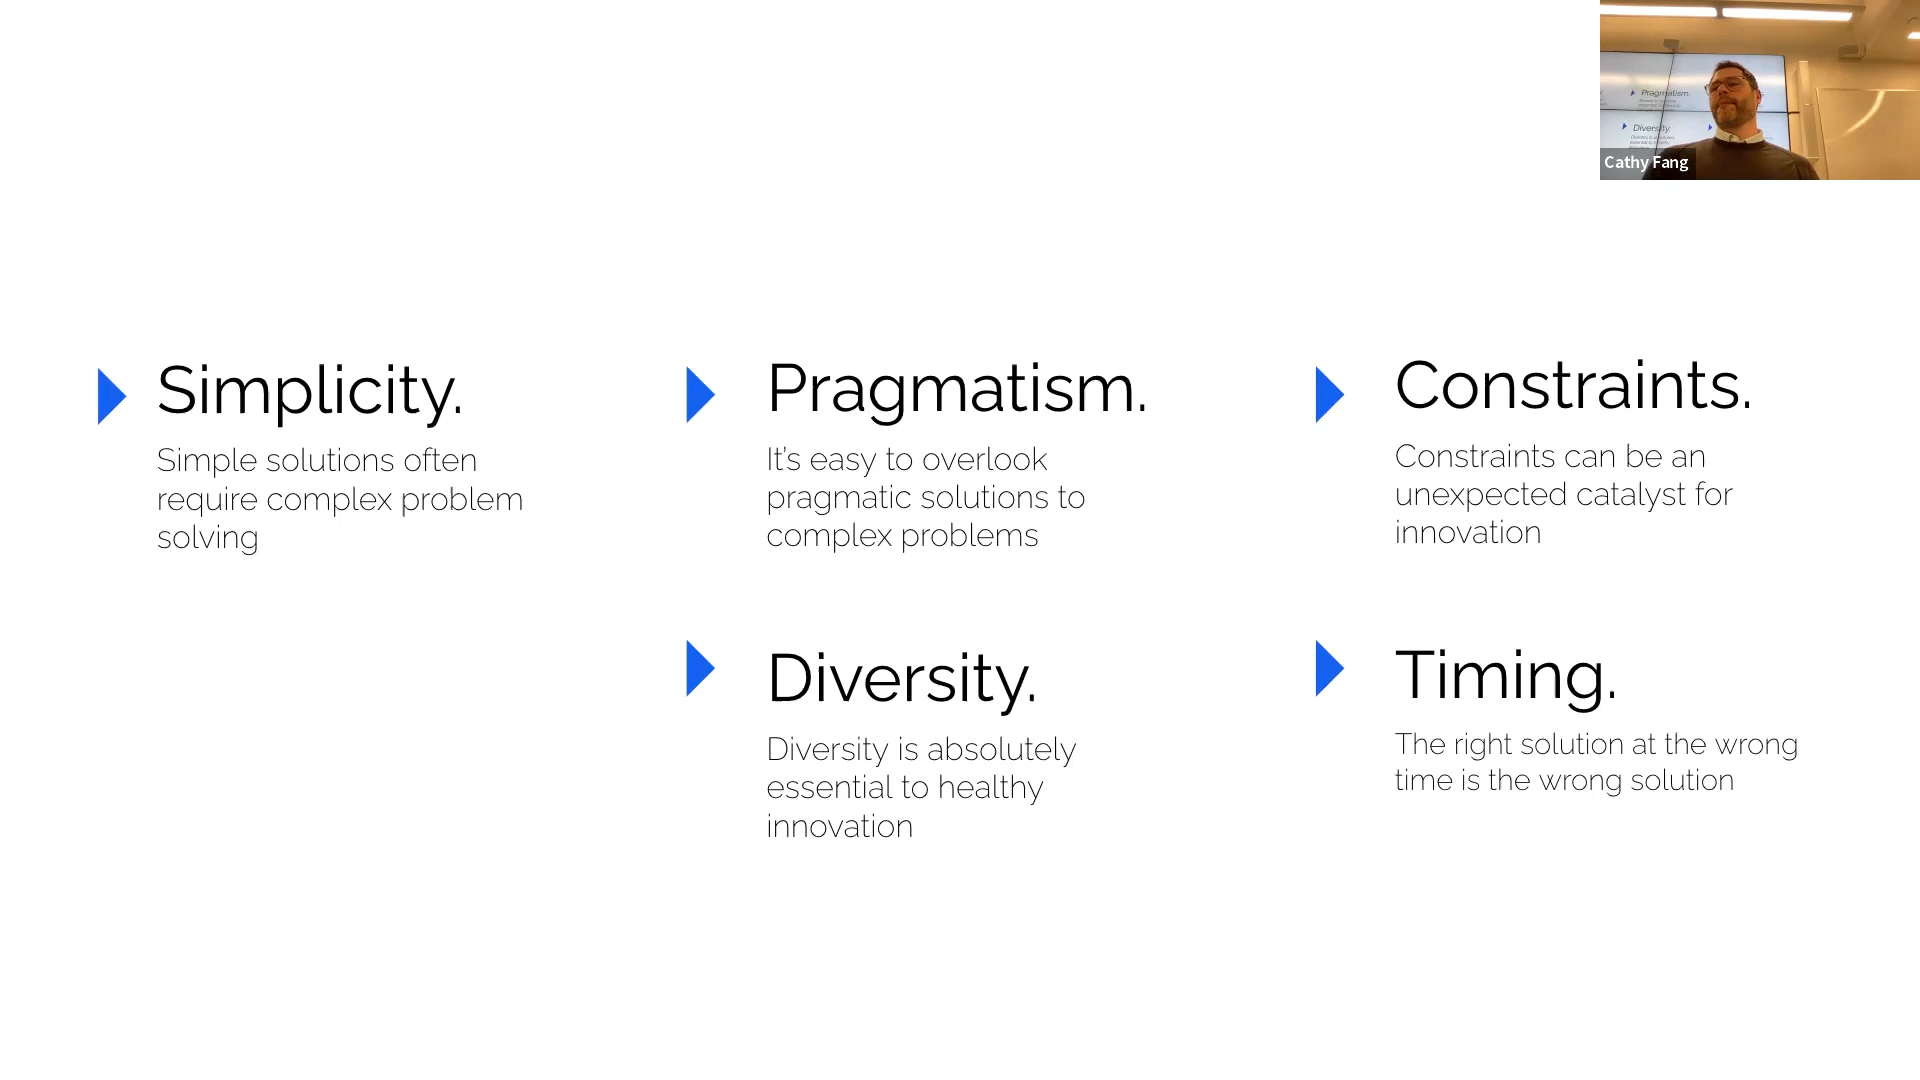 Simplicity.
Simple solutions often
require complex problem
solving
Pragmatism.
It's easy to overlook
pragmatic solutions to
complex problems
Constraints.
Constraints can be an
unexpected catalyst for
innovation
Diversity.
Diversity is absolutely
essential to healthy
innovation
Timing.
The right solution at the wrong
time is the wrong solution
Pragmatism.
Diversity.
Cathy Fang